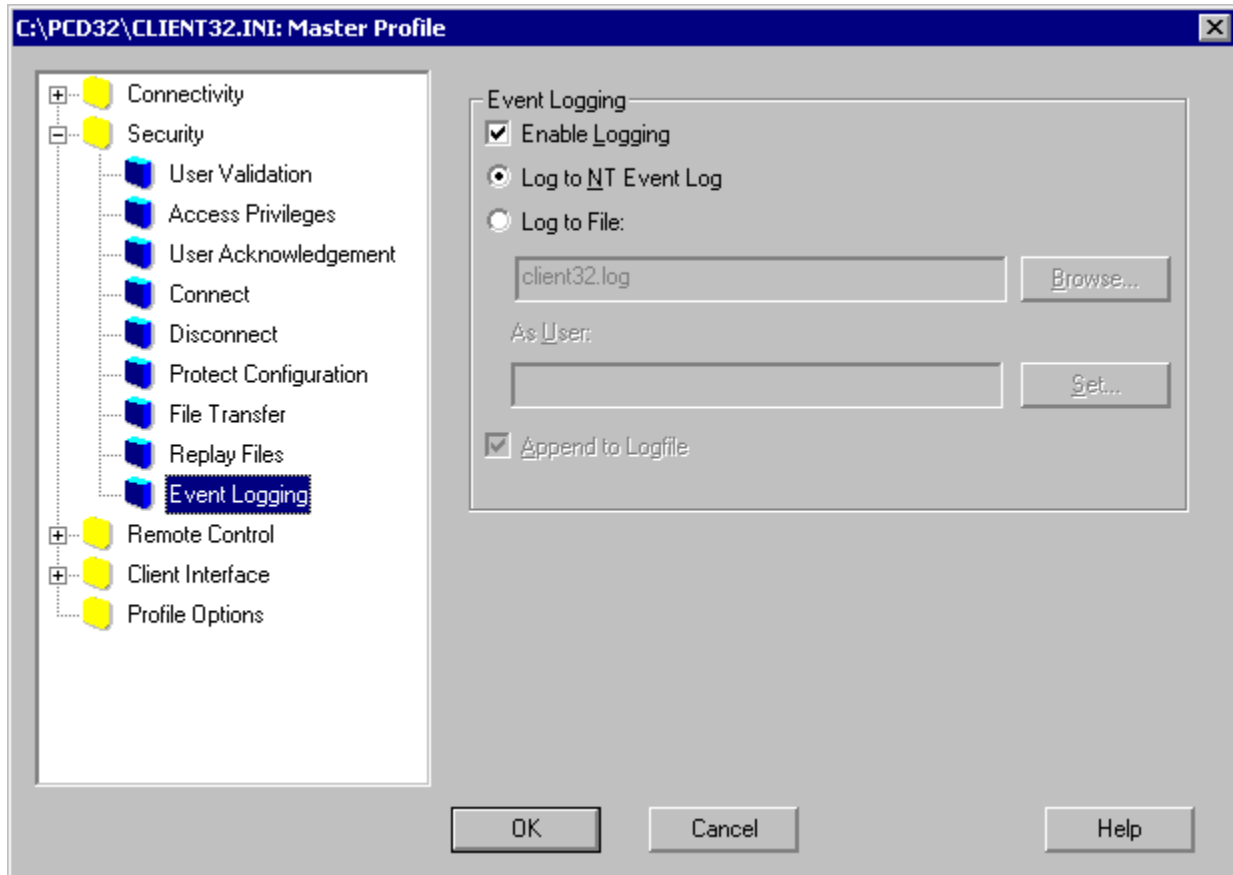 C:\PCD32\CLIENT32.INI: Master Profile
Connectivity
Security
User Validation
Access Privileges
User Acknowledgement
Connect
Disconnect
Protect Configuration
File Transfer
Replay Files
Event Logging
Remote Control
Client Interface
Profile Options
Event Logging
Enable Logging
Log to NT Event Log
Log to File:
client32.log
Browse...
As User:
Set...
Append to Logfile
OK
Cancel
Help